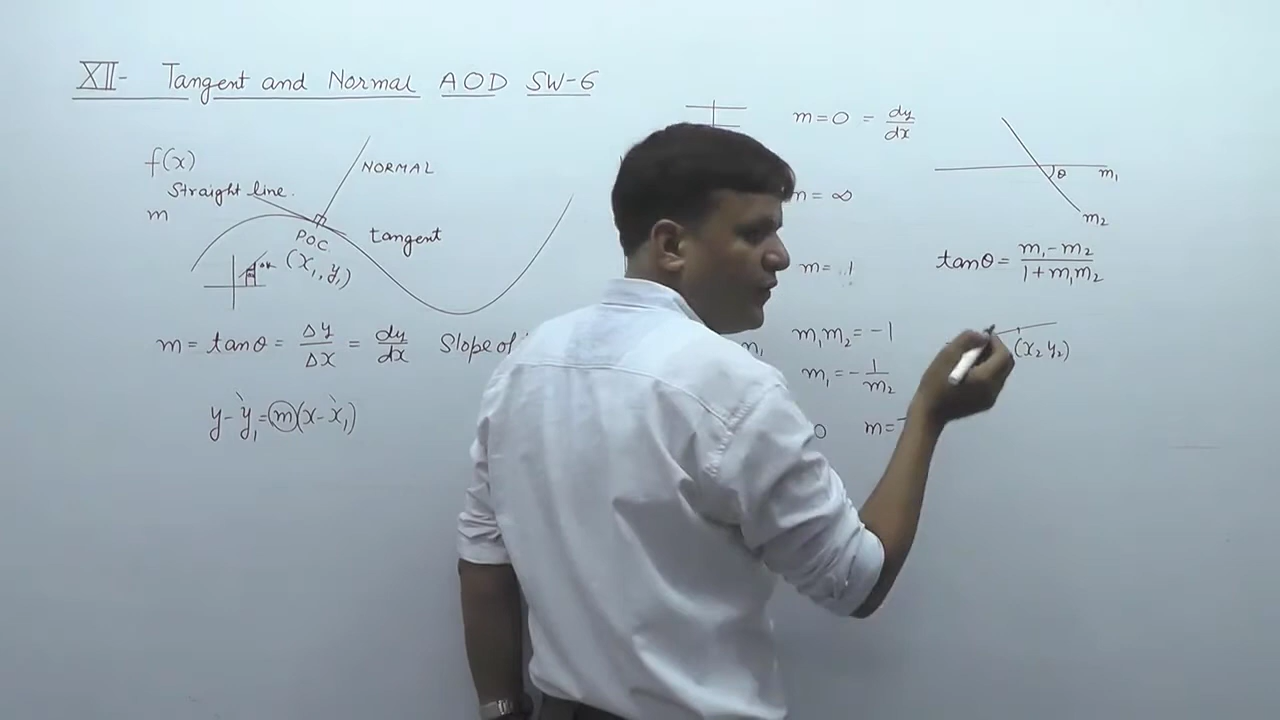 XII- Tangent and Normal AOD SW-6
f(x)
Straight line.
m
NORMAL
POC
(x₁, y₁)
tangent
m = tanθ = Δy/Δx = dy/dx Slope of
y - y₁ = m(x - x₁)
m = 0 = dy/dx
m = ∞
m = 1
m₁m₂ = -1
m₁ = -1/m₂
0 m = -
θ m₁
m₂
tanθ = m₁ - m₂ / 1 + m₁m₂
(x₂ y₂)